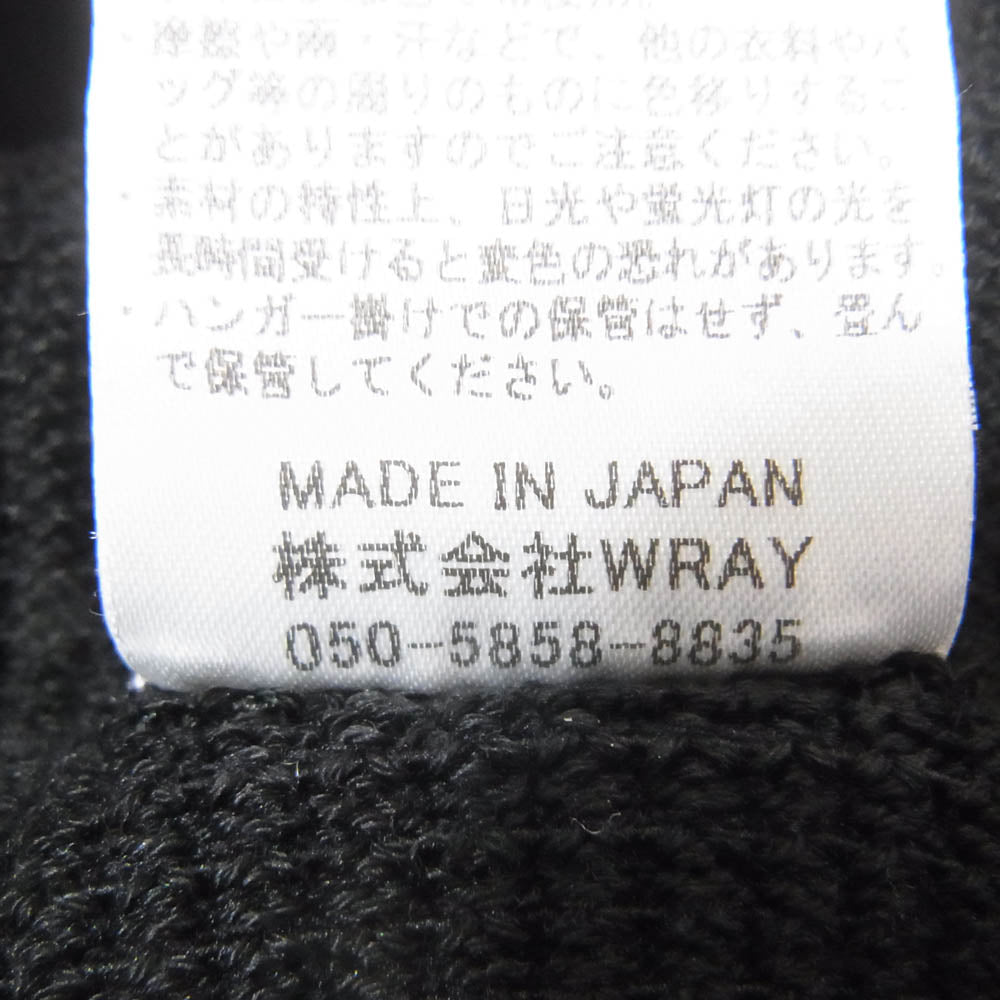 ・摩擦や雨・汗などで、他の衣料やバ
ッグ等の周りのものに色移りするこ
とがありますのでご注意ください。
・素材の特性上、日光や蛍光灯の光を
長時間受けると変色の恐れがあります。
・ハンガー掛けでの保管はせず、畳ん
で保管してください。
MADE IN JAPAN
株式会社WRAY
050-5858-8835